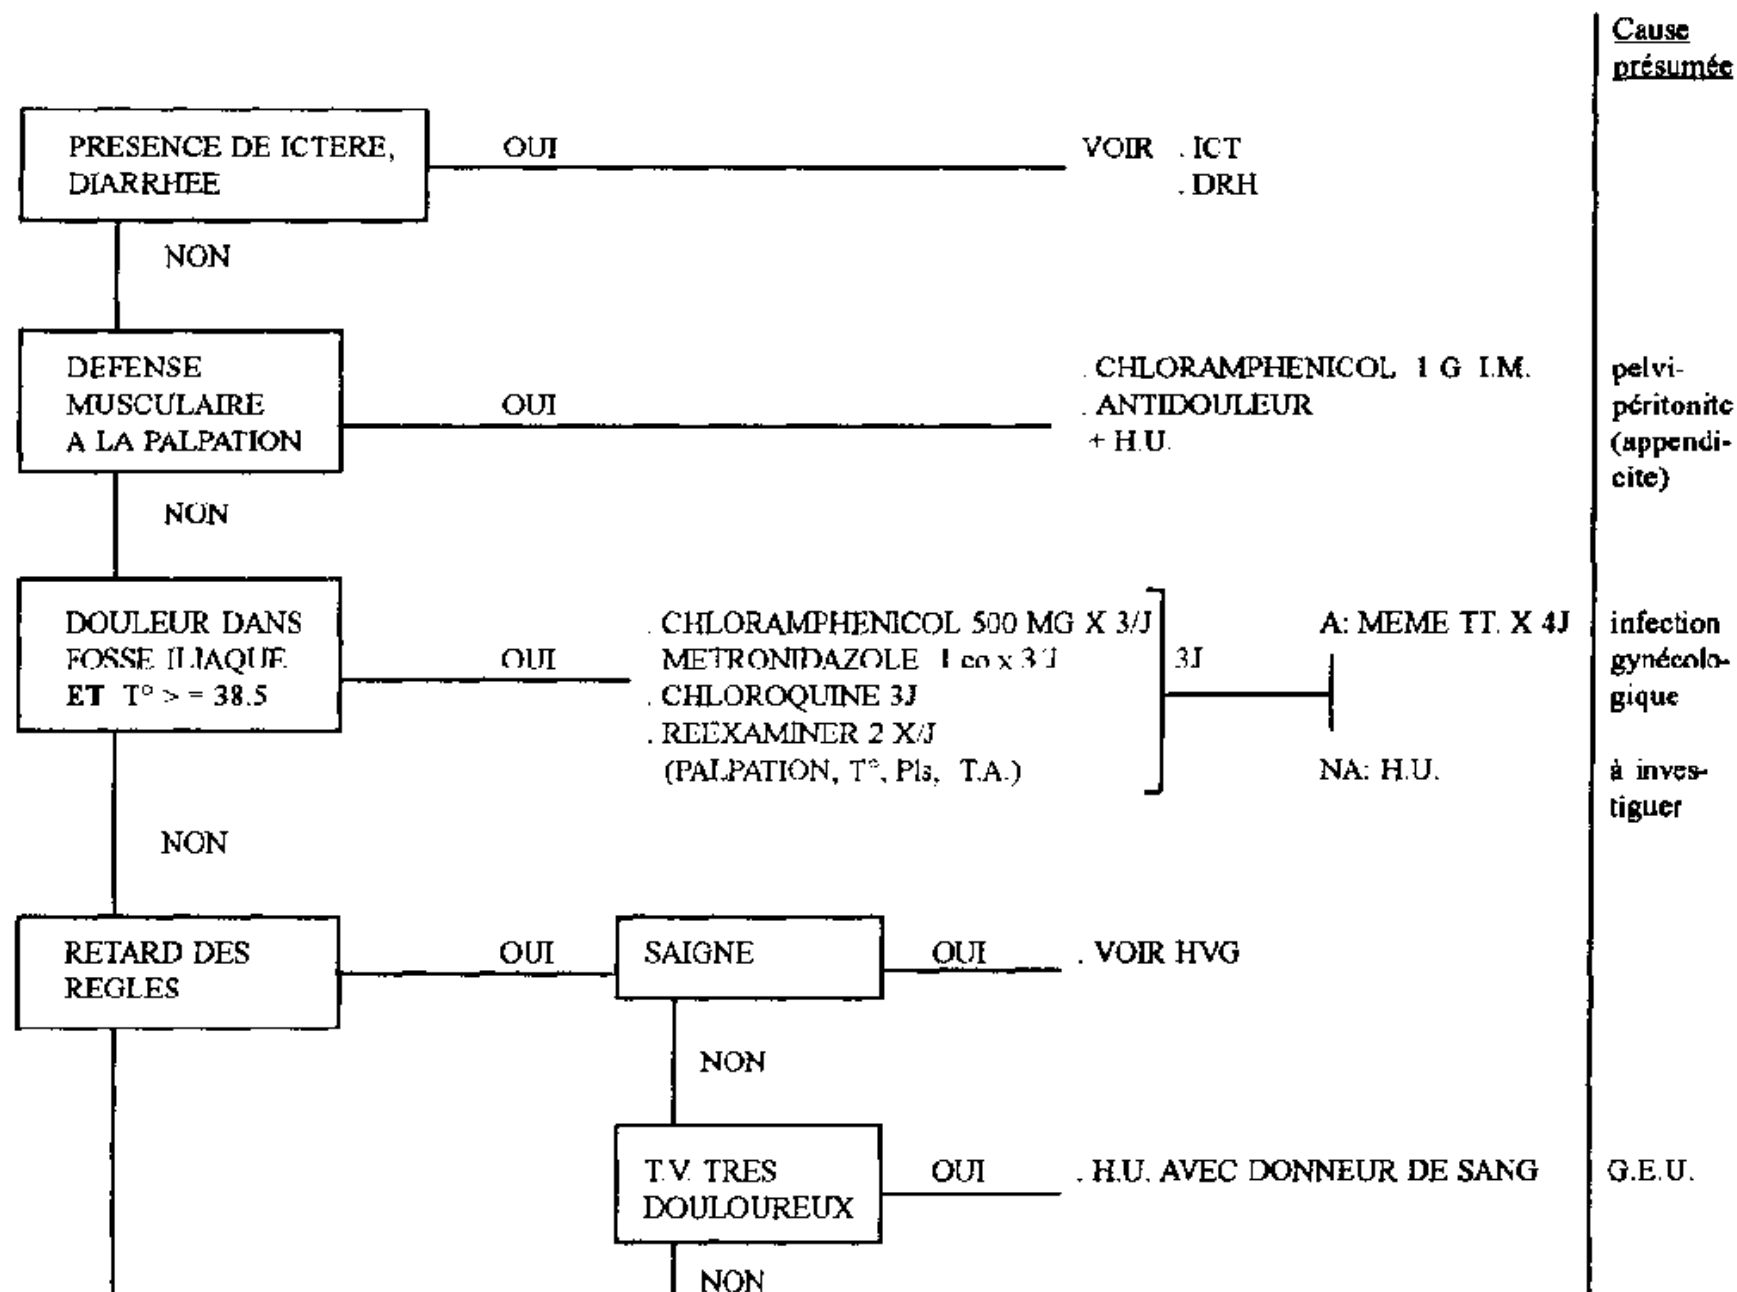 Cause
présumée
PRESENCE DE ICTERE,
DIARRHEE
OUI
VOIR . ICT
. DRH
NON
DEFENSE
MUSCULAIRE
A LA PALPATION
OUI
. CHLORAMPHENICOL 1 G I.M.
. ANTIDOULEUR
+ H.U.
pelvi-
péritonite
(appendi-
cite)
NON
DOULEUR DANS
FOSSE ILIAQUE
ET T° > = 38.5
OUI
. CHLORAMPHENICOL 500 MG X 3/J
METRONIDAZOLE 1 co x 3/J
. CHLOROQUINE 3J
. REEXAMINER 2 X/J
(PALPATION, T°, Pls, T.A.)
3J
A: MEME TT. X 4J
NA: H.U.
infection
gynécolo-
gique
à inves-
tiguer
NON
RETARD DES
REGLES
OUI
SAIGNE
OUI
. VOIR HVG
NON
T.V. TRES
DOULOUREUX
OUI
. H.U. AVEC DONNEUR DE SANG
G.E.U.
NON